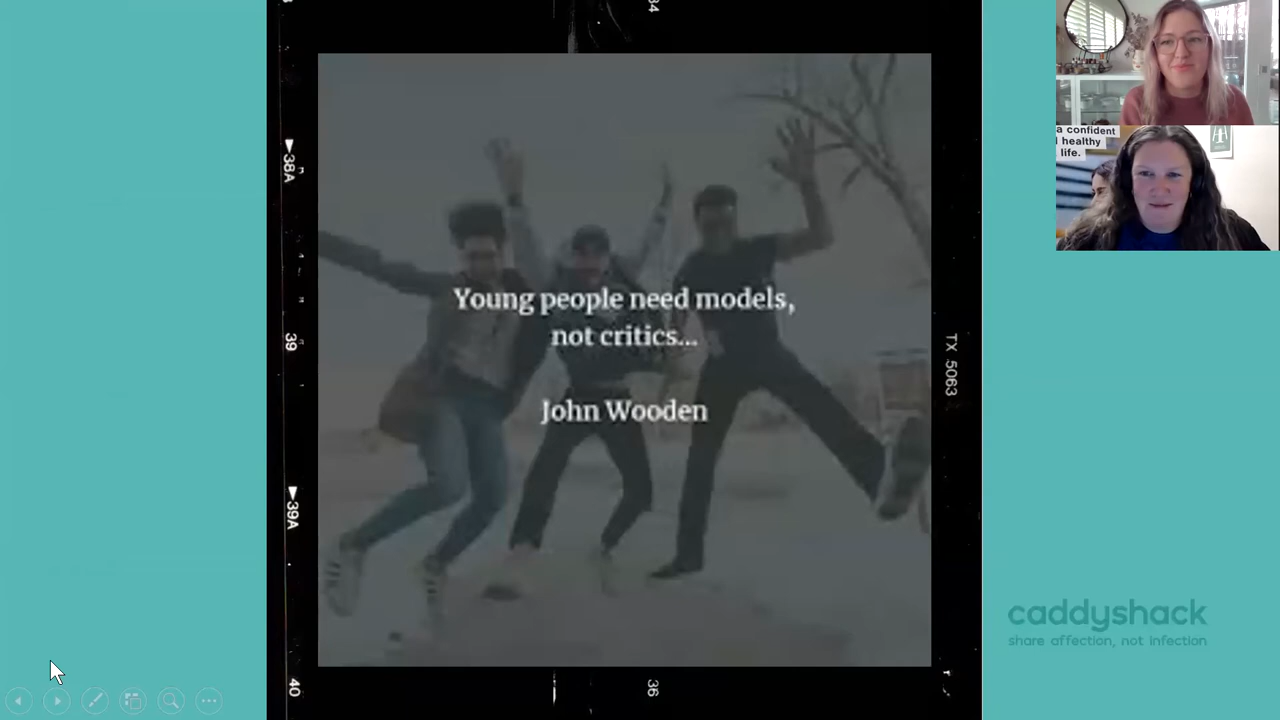 Young people need models,
not critics...
John Wooden
38A
39
39A
40
36
TX 5063
a confident
healthy
life.
caddyshack
share affection, not infection